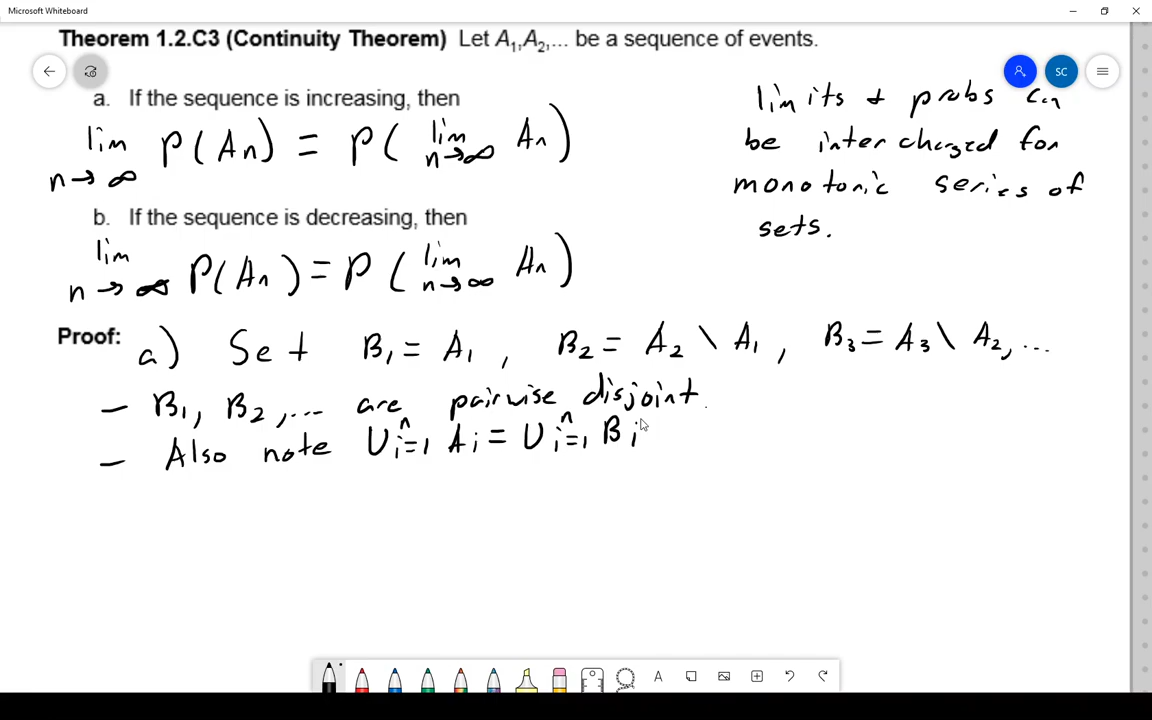 Microsoft Whiteboard
Theorem 1.2.C3 (Continuity Theorem) Let A₁,A₂,... be a sequence of events.
SC
a. If the sequence is increasing, then
lim n→∞ P(An) = P( lim n→∞ An)
b. If the sequence is decreasing, then
lim n→∞ P(An) = P( lim n→∞ An)
limits + probs can
be interchanged for
monotonic series of
sets.
Proof: a) Set B₁ = A₁ , B₂ = A₂ \ A₁ , B₃ = A₃ \ A₂, ...
— B₁, B₂, ... are pairwise disjoint.
— Also note ∪ⁿᵢ₌₁ Aᵢ = ∪ⁿᵢ₌₁ Bᵢ
A